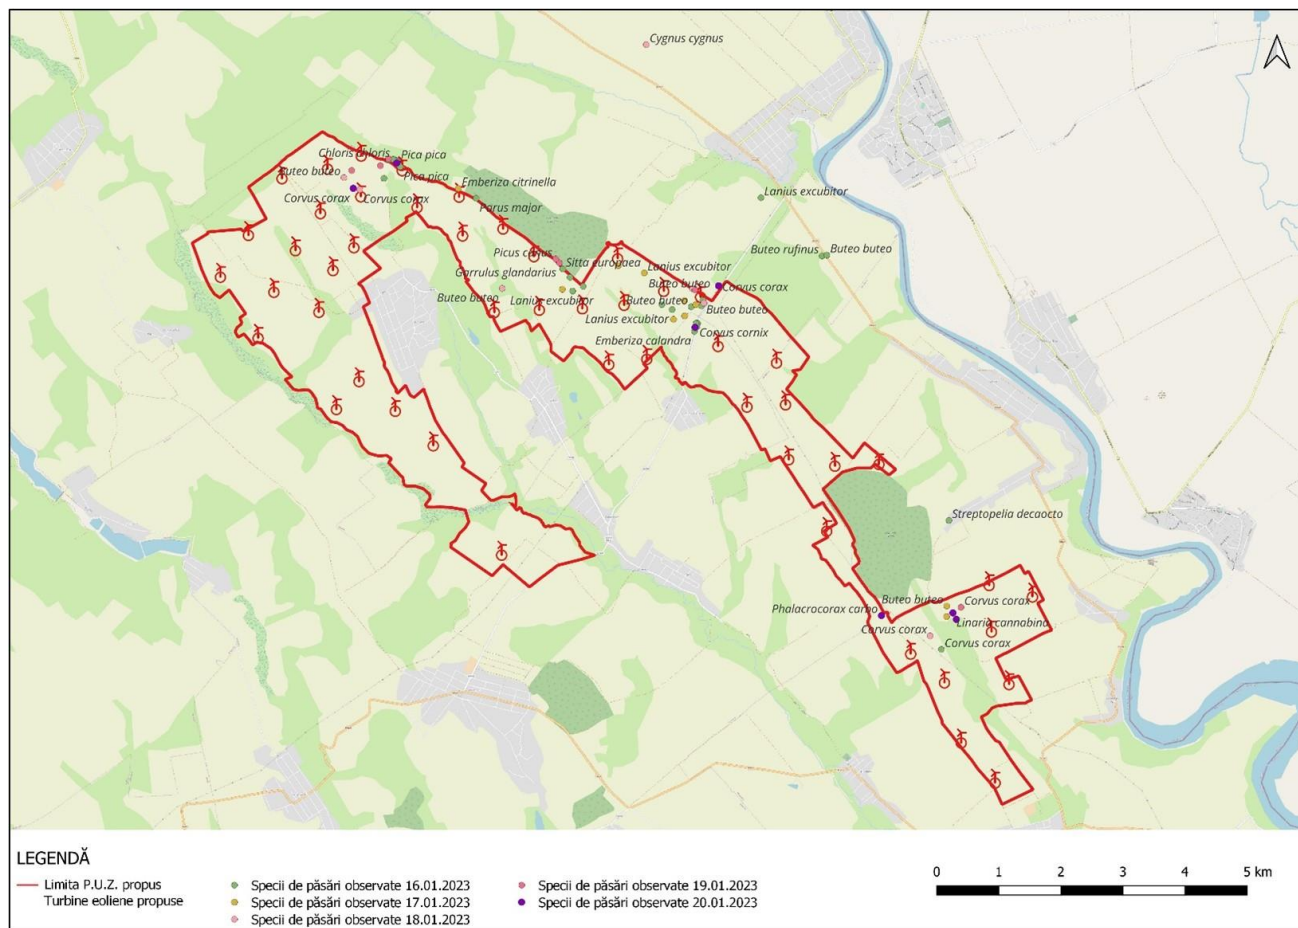 Cygnus cygnus
Chloris chloris
Pica pica
Buteo buteo
Pica pica
Emberiza citrinella
Corvus corax
Corvus corax
Parus major
Lanius excubitor
Buteo rufinus
Buteo buteo
Picus canus
Sitta europaea
Garrulus glandarius
Lanius excubitor
Buteo buteo
Corvus corax
Buteo buteo
Lanius excubitor
Buteo buteo
Buteo buteo
Lanius excubitor
Corvus cornix
Emberiza calandra
Streptopelia decaocto
Buteo buteo
Corvus corax
Phalacrocorax carbo
Linaria cannabina
Corvus corax
Corvus corax
LEGENDĂ
Limita P.U.Z. propus
Turbine eoliene propuse
Specii de păsări observate 16.01.2023
Specii de păsări observate 17.01.2023
Specii de păsări observate 18.01.2023
Specii de păsări observate 19.01.2023
Specii de păsări observate 20.01.2023
0 1 2 3 4 5 km